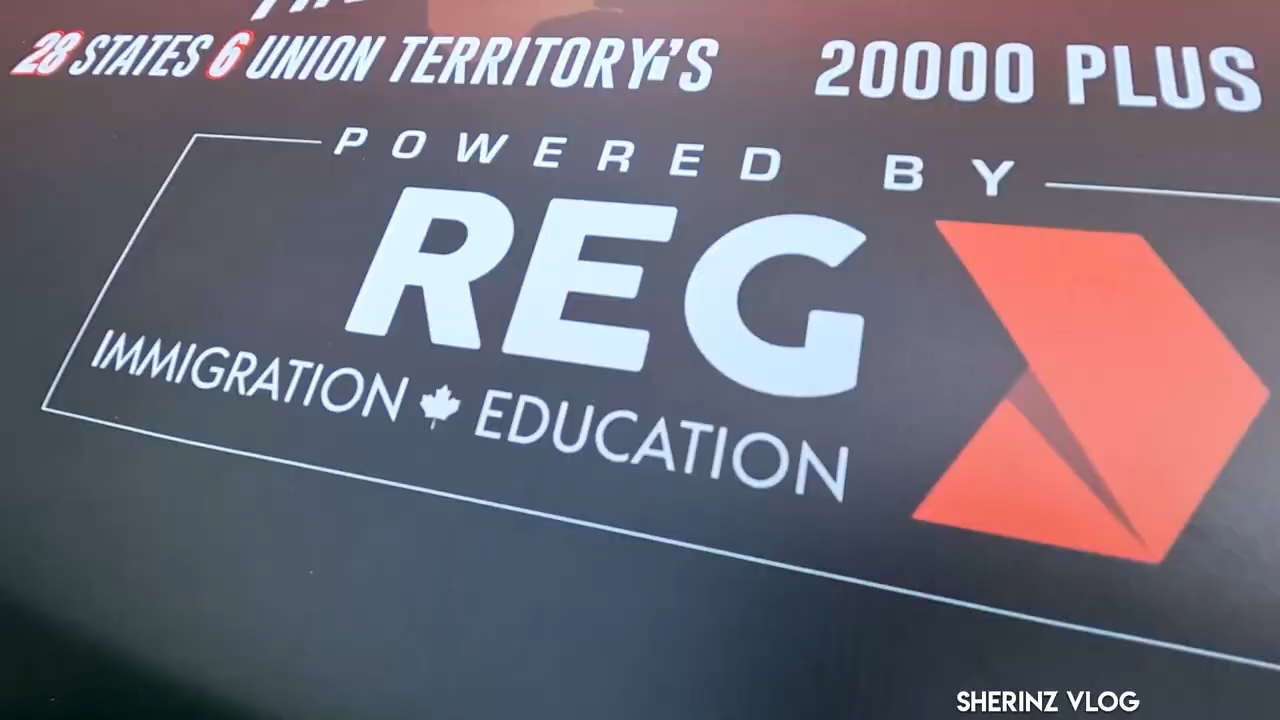 28 STATES 6 UNION TERRITORY'S 20000 PLUS
POWERED BY
REG
IMMIGRATION EDUCATION
SHERINZ VLOG